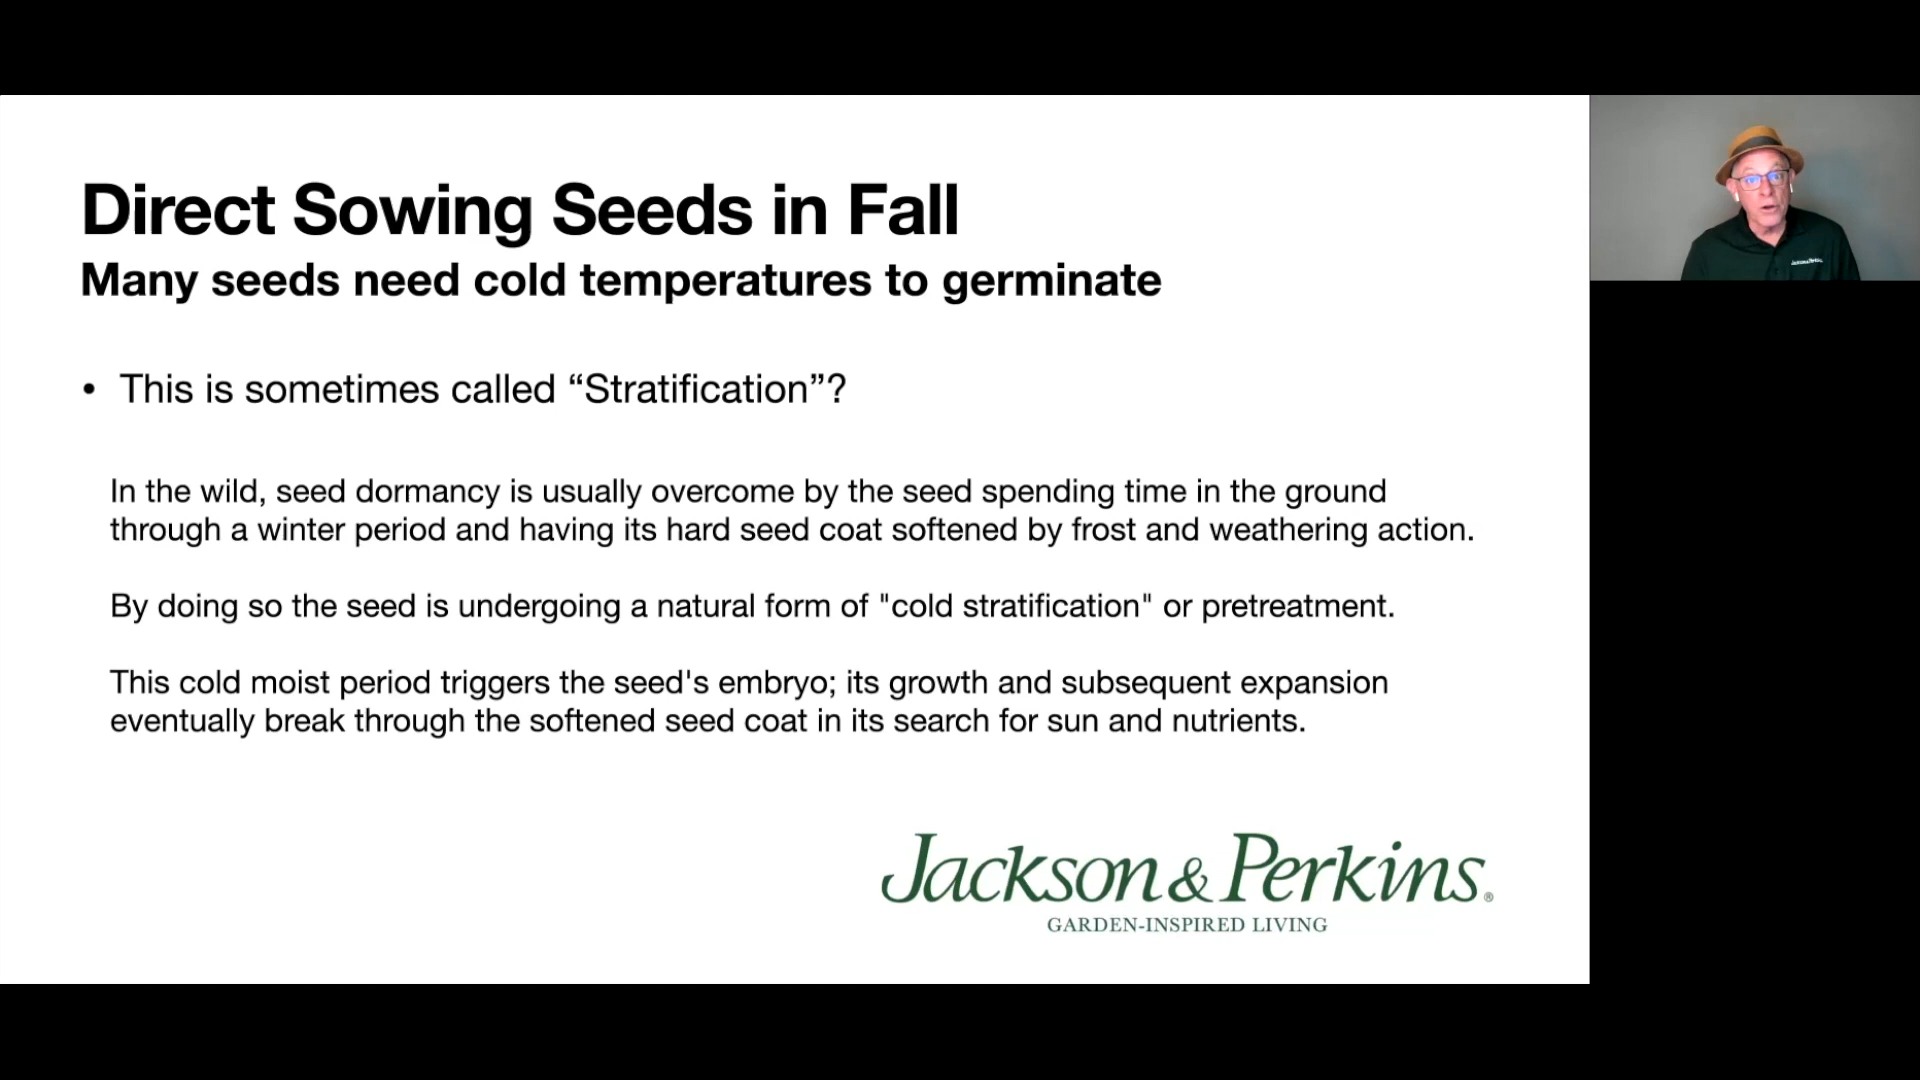 Direct Sowing Seeds in Fall
Many seeds need cold temperatures to germinate
• This is sometimes called “Stratification”?
In the wild, seed dormancy is usually overcome by the seed spending time in the ground
through a winter period and having its hard seed coat softened by frost and weathering action.
By doing so the seed is undergoing a natural form of "cold stratification" or pretreatment.
This cold moist period triggers the seed's embryo; its growth and subsequent expansion
eventually break through the softened seed coat in its search for sun and nutrients.
Jackson & Perkins®
GARDEN-INSPIRED LIVING
Jackson & Perkins